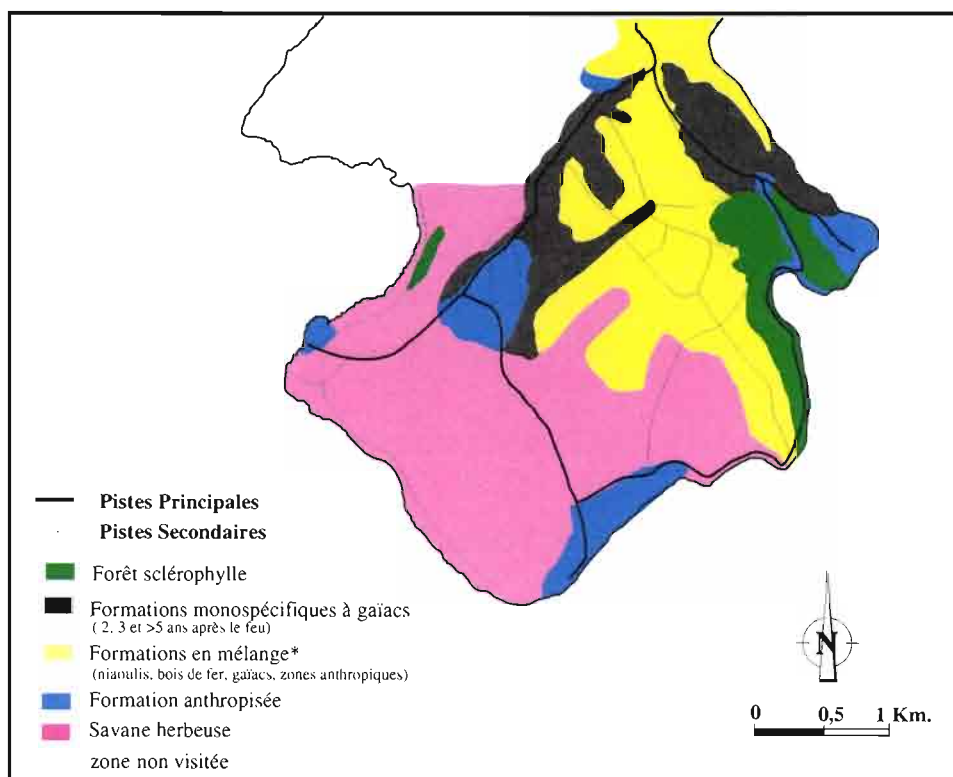 Pistes Principales
Pistes Secondaires
Forêt sclérophylle
Formations monospécifiques à gaïacs
( 2, 3 et >5 ans après le feu)
Formations en mélange*
(niaoulis, bois de fer, gaïacs, zones anthropiques)
Formation anthropisée
Savane herbeuse
zone non visitée
N
0 0,5 1 Km.